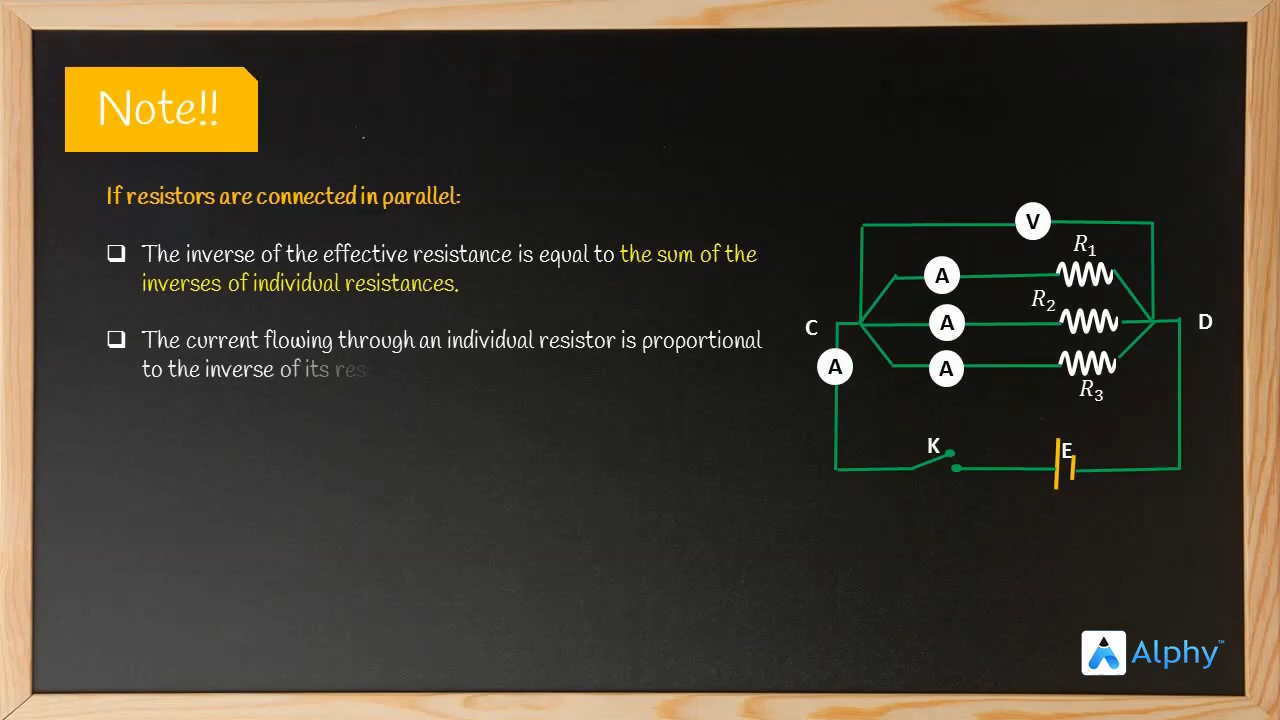 Note!!
If resistors are connected in parallel:
❑ The inverse of the effective resistance is equal to the sum of the
inverses of individual resistances.
❑ The current flowing through an individual resistor is proportional
to the inverse of its res
V
R₁
A
R₂
C
A
D
A
A
R₃
K
E
Alphy™